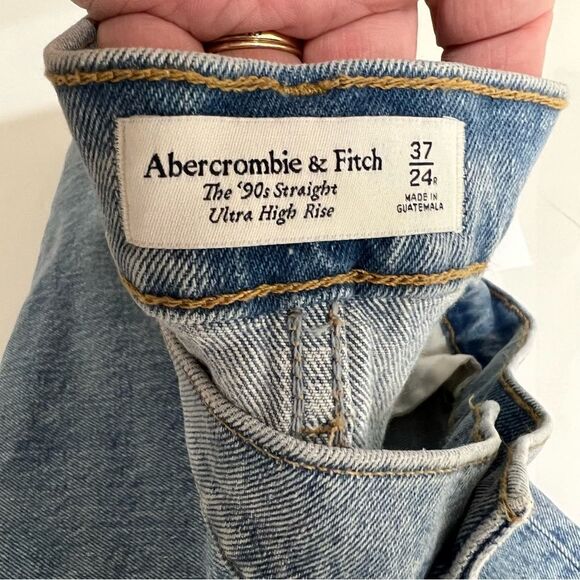 Abercrombie & Fitch
The ‘90s Straight
Ultra High Rise
37
24R
MADE IN
GUATEMALA